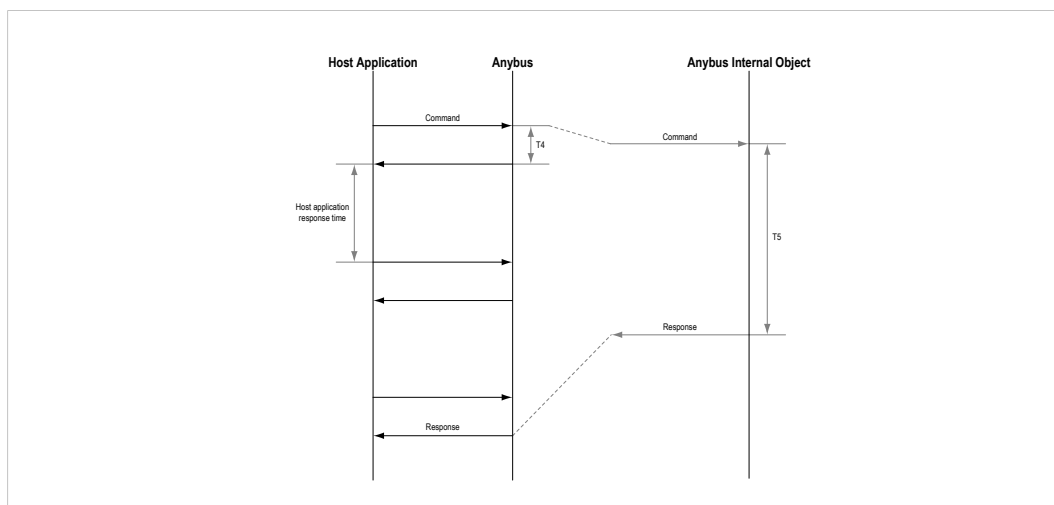 Host Application
Anybus
Anybus Internal Object
Command
Command
T4
Host application
response time
T5
Response
Response